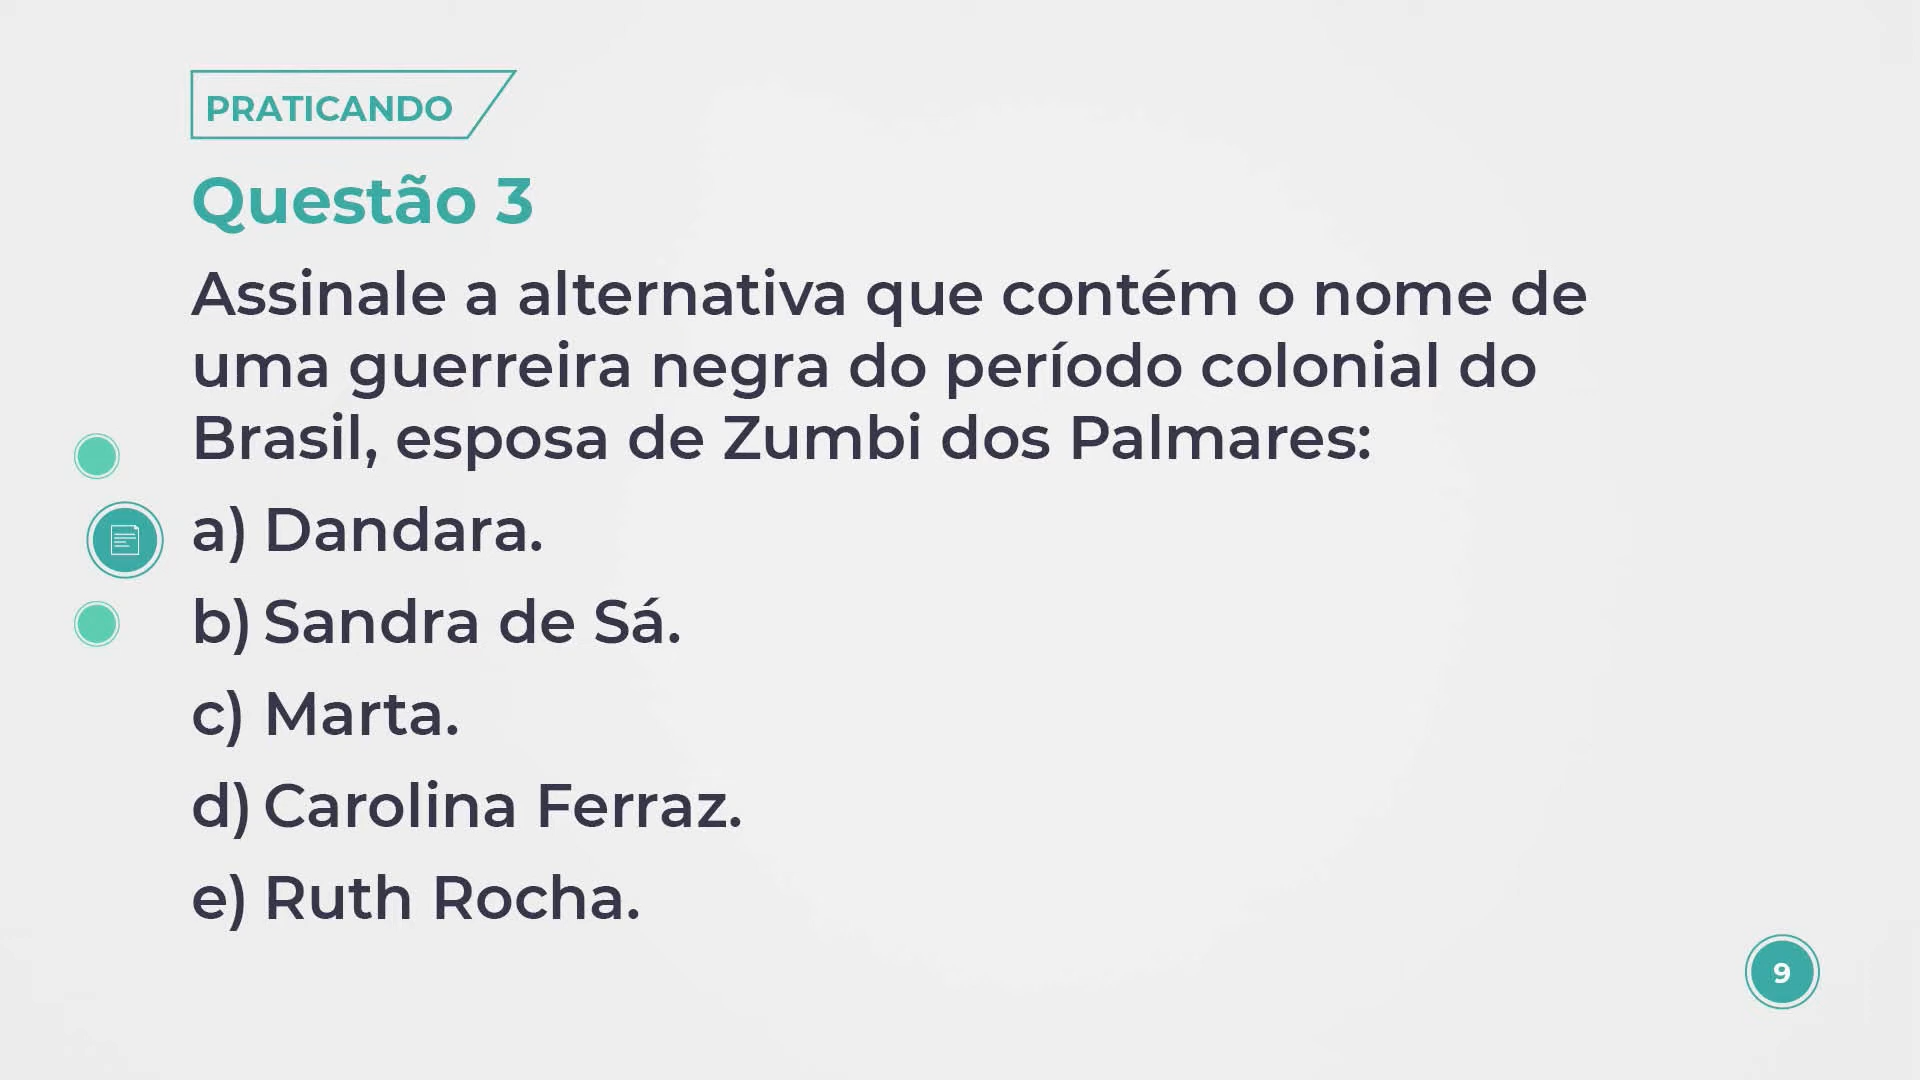 PRATICANDO
Questão 3
Assinale a alternativa que contém o nome de
uma guerreira negra do período colonial do
Brasil, esposa de Zumbi dos Palmares:
a) Dandara.
b) Sandra de Sá.
c) Marta.
d) Carolina Ferraz.
e) Ruth Rocha.
9